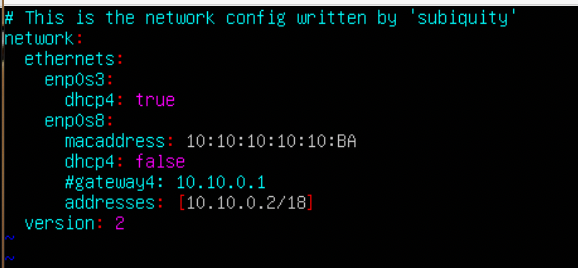 # This is the network config written by 'subiquity'
network:
  ethernets:
    enp0s3:
      dhcp4: true
    enp0s8:
      macaddress: 10:10:10:10:10:BA
      dhcp4: false
      #gateway4: 10.10.0.1
      addresses: [10.10.0.2/18]
  version: 2
~
~